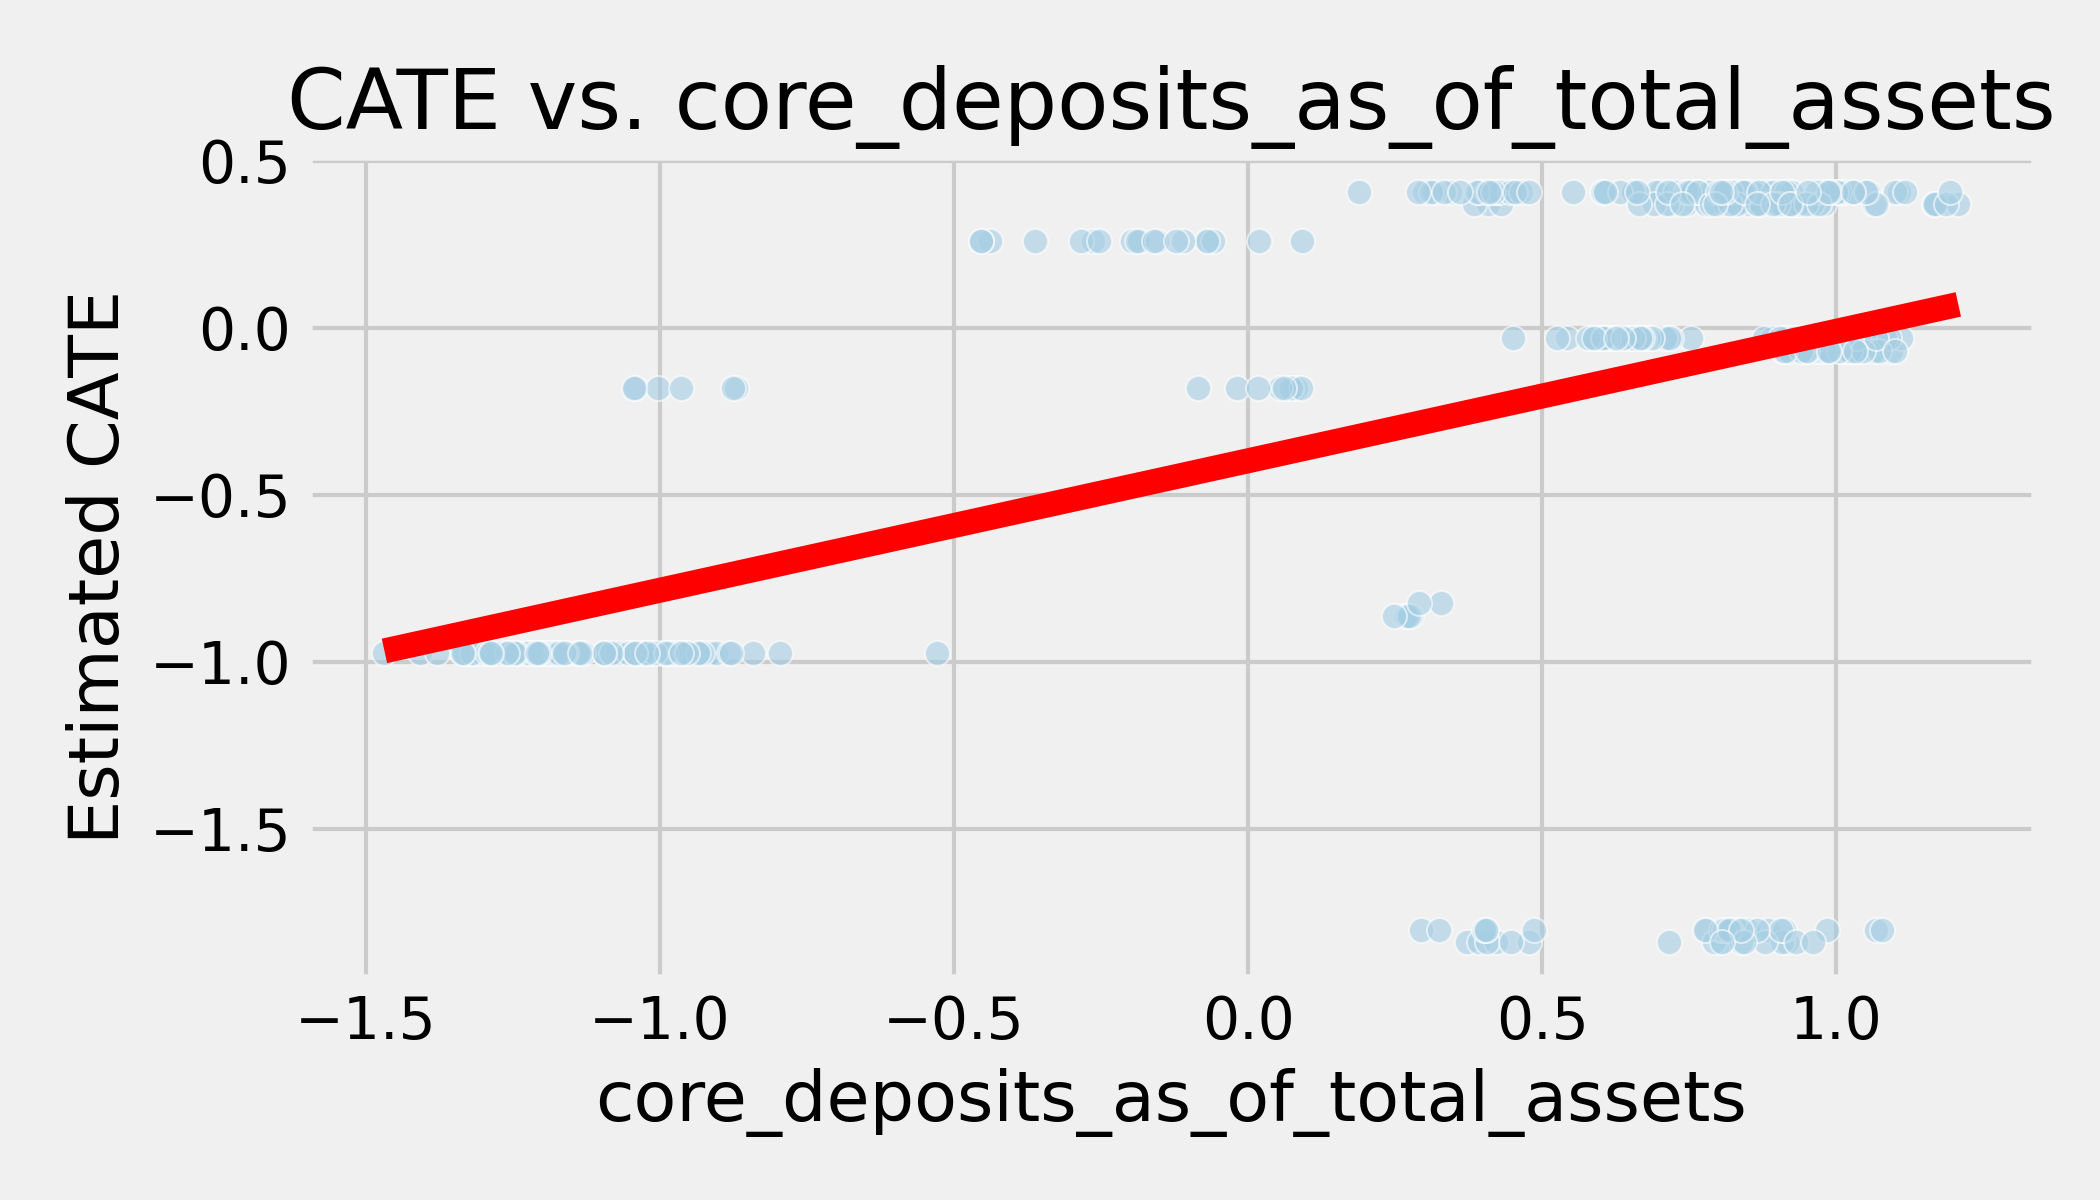 CATE vs. core_deposits_as_of_total_assets
0.5
0.0
−0.5
−1.0
−1.5
Estimated CATE
−1.5 −1.0 −0.5 0.0 0.5 1.0
core_deposits_as_of_total_assets